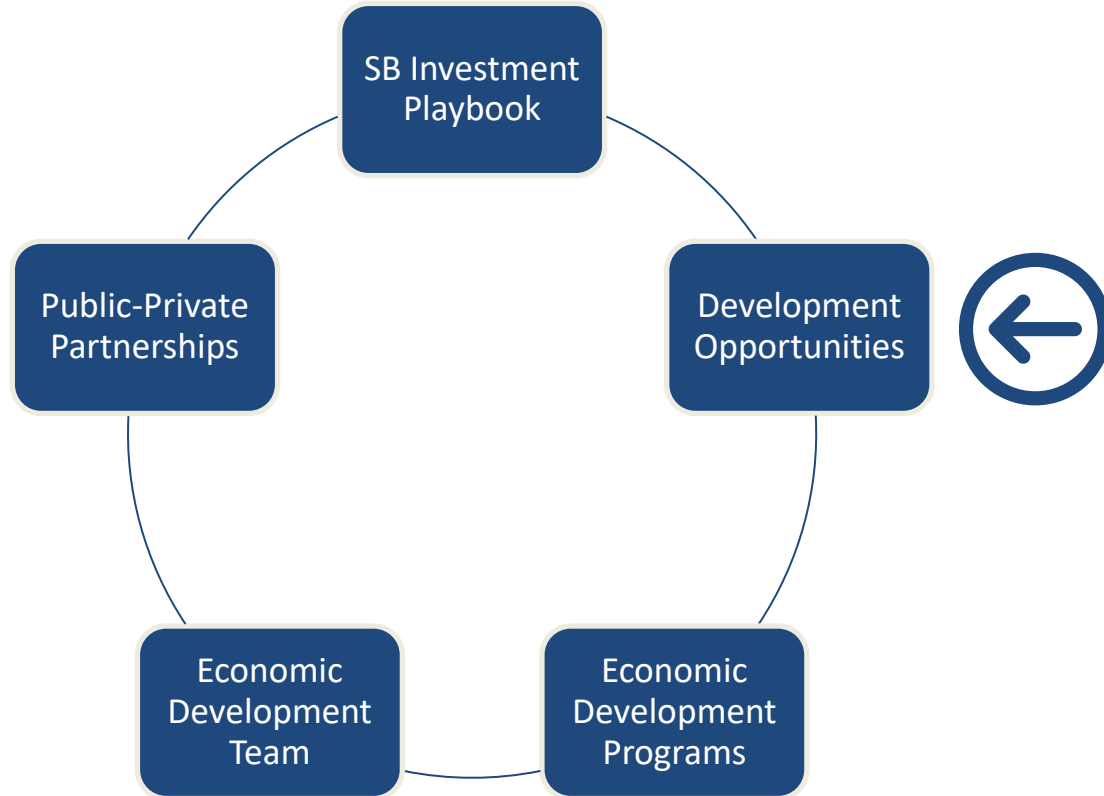 SB Investment
Playbook
Public-Private
Partnerships
Development
Opportunities
Economic
Development
Team
Economic
Development
Programs